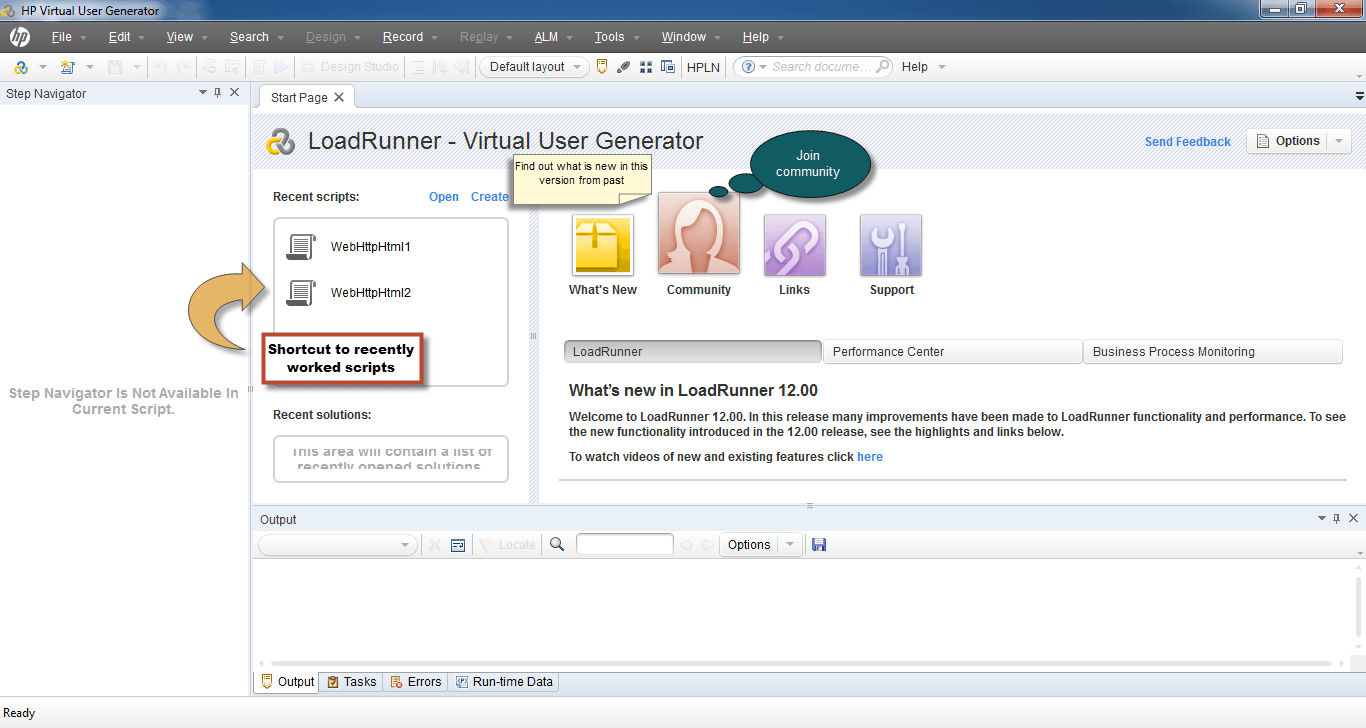 HP Virtual User Generator
hp File Edit View Search Design Record Replay ALM Tools Window Help
Design Studio Default layout HPLN Search docume... Help
Step Navigator
Start Page
LoadRunner - Virtual User Generator
Send Feedback Options
Find out what is new in this
version from past
Join
community
Recent scripts: Open Create
WebHttpHtml1
WebHttpHtml2
Shortcut to recently
worked scripts
What's New Community Links Support
Step Navigator Is Not Available In
Current Script.
Recent solutions:
This area will contain a list of
recently opened solutions
LoadRunner Performance Center Business Process Monitoring
What's new in LoadRunner 12.00
Welcome to LoadRunner 12.00. In this release many improvements have been made to LoadRunner functionality and performance. To see
the new functionality introduced in the 12.00 release, see the highlights and links below.
To watch videos of new and existing features click here
Output
Locate Options
Output Tasks Errors Run-time Data
Ready